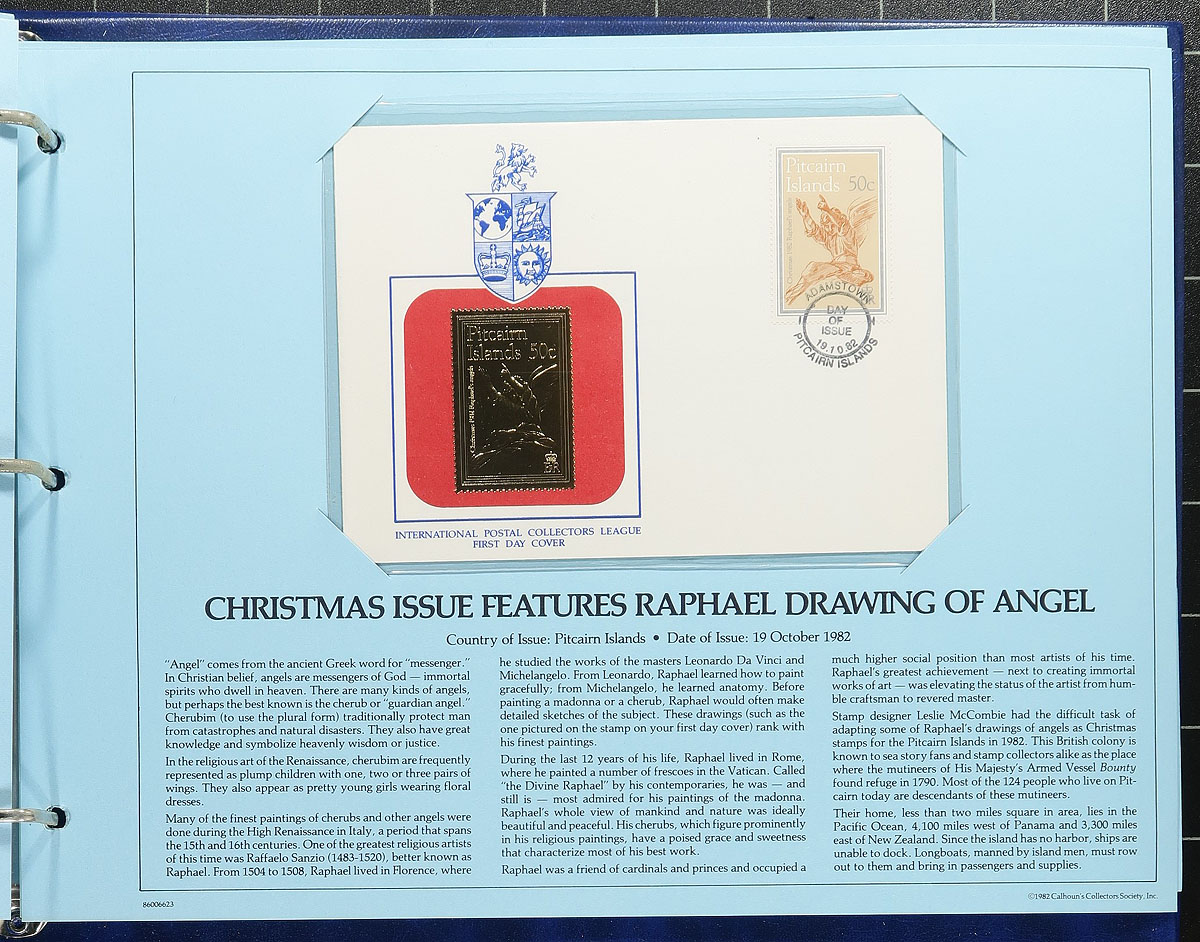 Pitcairn
Islands 50c
Christmas 1982 Raphael's angels
ADAMSTOWN
DAY
OF
ISSUE
19.10.82
PITCAIRN ISLANDS
Pitcairn
Islands 50c
Christmas 1982 Raphael's angels
INTERNATIONAL POSTAL COLLECTORS LEAGUE
FIRST DAY COVER
CHRISTMAS ISSUE FEATURES RAPHAEL DRAWING OF ANGEL
Country of Issue: Pitcairn Islands • Date of Issue: 19 October 1982
"Angel" comes from the ancient Greek word for "messenger."
In Christian belief, angels are messengers of God — immortal
spirits who dwell in heaven. There are many kinds of angels,
but perhaps the best known is the cherub or "guardian angel."
Cherubim (to use the plural form) traditionally protect man
from catastrophes and natural disasters. They also have great
knowledge and symbolize heavenly wisdom or justice.
In the religious art of the Renaissance, cherubim are frequently
represented as plump children with one, two or three pairs of
wings. They also appear as pretty young girls wearing floral
dresses.
Many of the finest paintings of cherubs and other angels were
done during the High Renaissance in Italy, a period that spans
the 15th and 16th centuries. One of the greatest religious artists
of this time was Raffaelo Sanzio (1483-1520), better known as
Raphael. From 1504 to 1508, Raphael lived in Florence, where
he studied the works of the masters Leonardo Da Vinci and
Michelangelo. From Leonardo, Raphael learned how to paint
gracefully; from Michelangelo, he learned anatomy. Before
painting a madonna or a cherub, Raphael would often make
detailed sketches of the subject. These drawings (such as the
one pictured on the stamp on your first day cover) rank with
his finest paintings.
During the last 12 years of his life, Raphael lived in Rome,
where he painted a number of frescoes in the Vatican. Called
"the Divine Raphael" by his contemporaries, he was — and
still is — most admired for his paintings of the madonna.
Raphael's whole view of mankind and nature was ideally
beautiful and peaceful. His cherubs, which figure prominently
in his religious paintings, have a poised grace and sweetness
that characterize most of his best work.
Raphael was a friend of cardinals and princes and occupied a
much higher social position than most artists of his time.
Raphael's greatest achievement — next to creating immortal
works of art — was elevating the status of the artist from hum-
ble craftsman to revered master.
Stamp designer Leslie McCombie had the difficult task of
adapting some of Raphael's drawings of angels as Christmas
stamps for the Pitcairn Islands in 1982. This British colony is
known to sea story fans and stamp collectors alike as the place
where the mutineers of His Majesty's Armed Vessel Bounty
found refuge in 1790. Most of the 124 people who live on Pit-
cairn today are descendants of these mutineers.
Their home, less than two miles square in area, lies in the
Pacific Ocean, 4,100 miles west of Panama and 3,300 miles
east of New Zealand. Since the island has no harbor, ships are
unable to dock. Longboats, manned by island men, must row
out to them and bring in passengers and supplies.
86006623
©1982 Calhoun's Collectors Society, Inc.